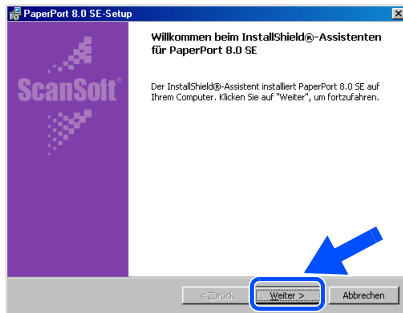 PaperPort 8.0 SE-Setup
Willkommen beim InstallShield®-Assistenten
für PaperPort 8.0 SE
ScanSoft®
Der InstallShield®-Assistent installiert PaperPort 8.0 SE auf
Ihrem Computer. Klicken Sie auf "Weiter", um fortzufahren.
< Zurück Weiter > Abbrechen